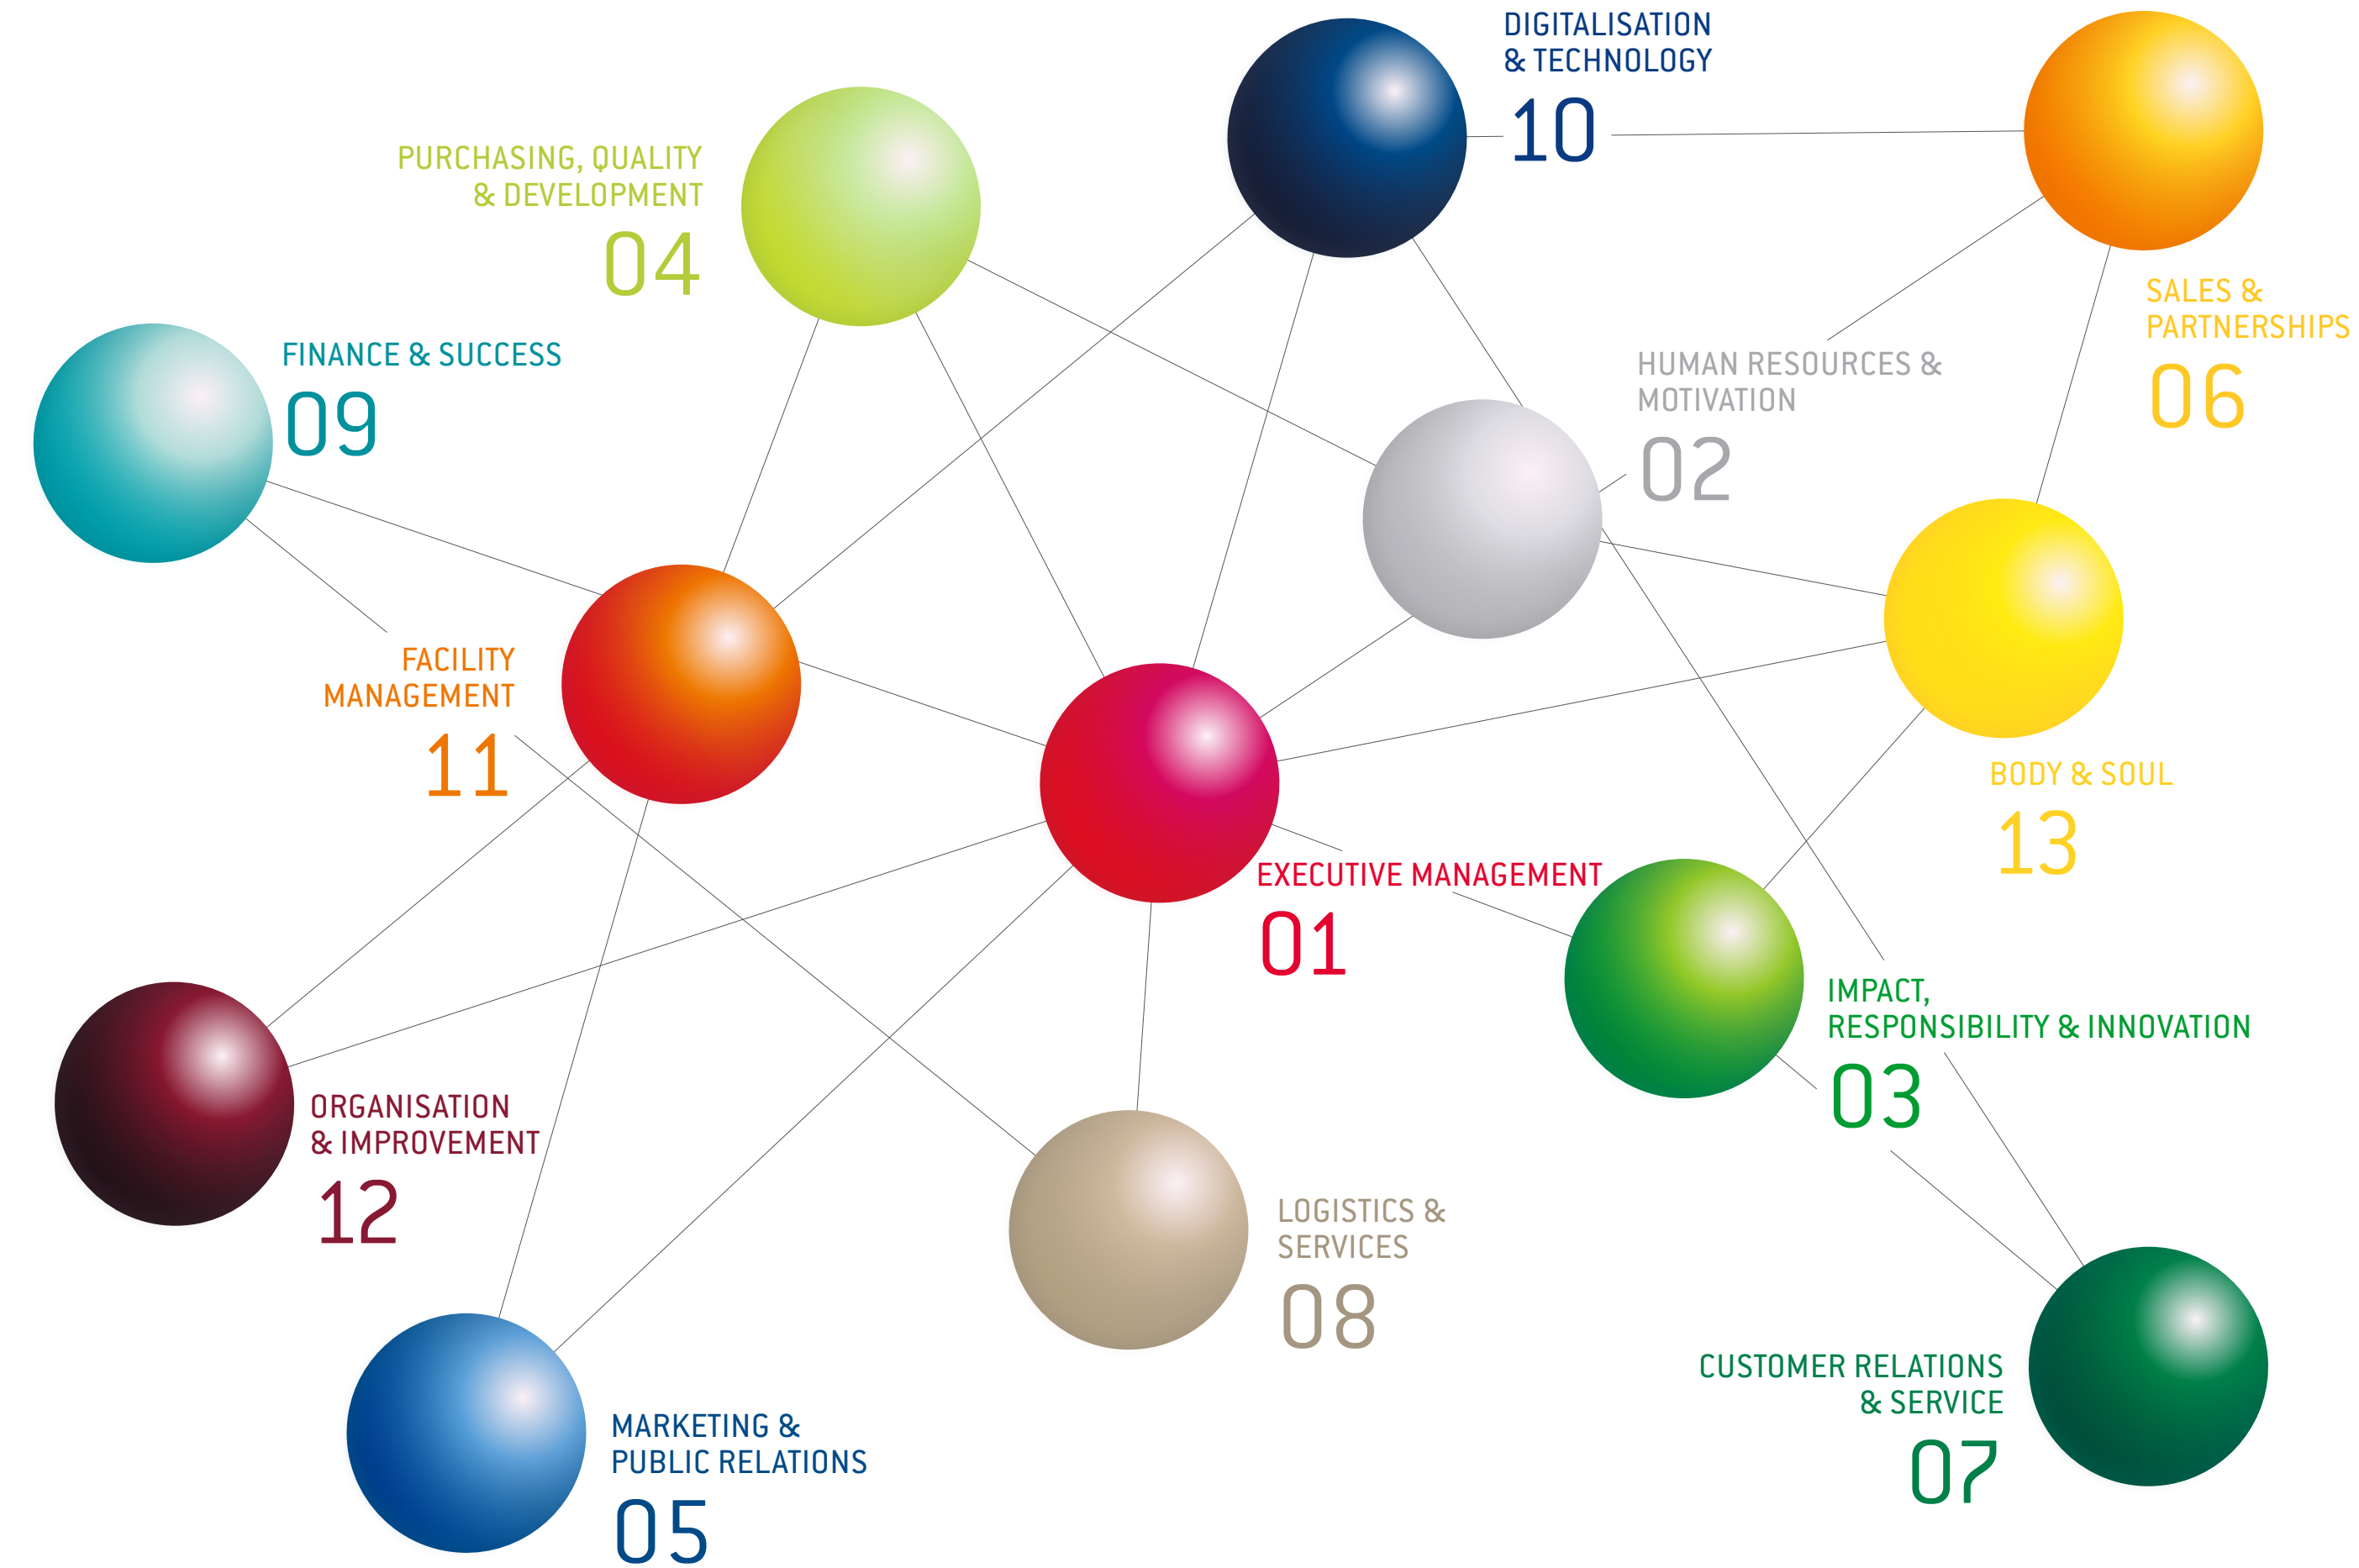 DIGITALISATION
& TECHNOLOGY
10
PURCHASING, QUALITY
& DEVELOPMENT
04
SALES &
PARTNERSHIPS
06
FINANCE & SUCCESS
09
HUMAN RESOURCES &
MOTIVATION
02
FACILITY
MANAGEMENT
11
BODY & SOUL
13
EXECUTIVE MANAGEMENT
01
IMPACT,
RESPONSIBILITY & INNOVATION
03
ORGANISATION
& IMPROVEMENT
12
LOGISTICS &
SERVICES
08
CUSTOMER RELATIONS
& SERVICE
07
MARKETING &
PUBLIC RELATIONS
05